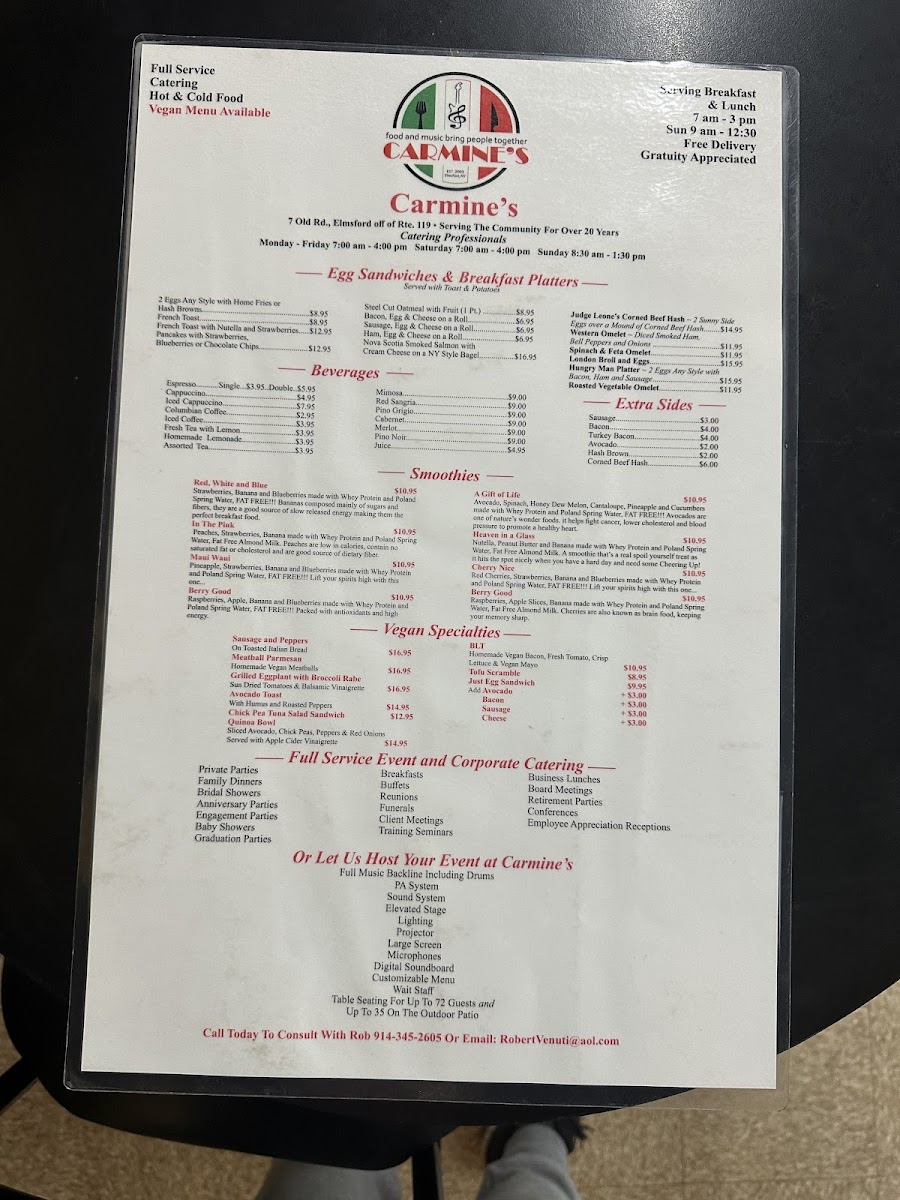 Full Service
Catering
Hot & Cold Food
Vegan Menu Available
Serving Breakfast
& Lunch
7 am - 3 pm
Sun 9 am - 12:30
Free Delivery
Gratuity Appreciated
food and music bring people together
CARMINE'S
Carmine's
7 Old Rd., Elmsford off of Rte. 119 • Serving The Community For Over 20 Years
Catering Professionals
Monday - Friday 7:00 am - 4:00 pm Saturday 7:00 am - 4:00 pm Sunday 8:30 am - 1:30 pm
Egg Sandwiches & Breakfast Platters
Served with Toast & Potatoes
2 Eggs Any Style with Home Fries or
Hash Browns $8.95
French Toast $8.95
French Toast with Nutella and Strawberries $12.95
Pancakes with Strawberries,
Blueberries or Chocolate Chips $12.95
Steel Cut Oatmeal with Fruit (1 Pt.) $8.95
Bacon, Egg & Cheese on a Roll $6.95
Sausage, Egg & Cheese on a Roll $6.95
Ham, Egg & Cheese on a Roll $6.95
Nova Scotia Smoked Salmon with
Cream Cheese on a NY Style Bagel $16.95
Judge Leone's Corned Beef Hash ~ 2 Sunny Side
Eggs over a Mound of Corned Beef Hash $14.95
Western Omelet ~ Diced Smoked Ham,
Bell Peppers and Onions $11.95
Spinach & Feta Omelet $11.95
London Broil and Eggs $15.95
Hungry Man Platter ~ 2 Eggs Any Style with
Bacon, Ham and Sausage $15.95
Roasted Vegetable Omelet $11.95
Beverages
Espresso Single...$3.95..Double..$5.95
Cappuccino $4.95
Iced Cappuccino $7.95
Columbian Coffee $2.95
Iced Coffee $3.95
Fresh Tea with Lemon $3.95
Homemade Lemonade $3.95
Assorted Tea $3.95
Mimosa $9.00
Red Sangria $9.00
Pino Grigio $9.00
Cabernet $9.00
Merlot $9.00
Pino Noir $9.00
Juice $4.95
Extra Sides
Sausage $3.00
Bacon $4.00
Turkey Bacon $4.00
Avocado $2.00
Hash Brown $2.00
Corned Beef Hash $6.00
Smoothies
Red, White and Blue $10.95
Strawberries, Banana and Blueberries made with Whey Protein and Poland
Spring Water, FAT FREE!!! Bananas composed mainly of sugars and
fibers, they are a good source of slow released energy making them the
perfect breakfast food.
In The Pink $10.95
Peaches, Strawberries, Banana made with Whey Protein and Poland Spring
Water, Fat Free Almond Milk. Peaches are low in calories, contain no
saturated fat or cholesterol and are good source of dietary fiber.
Maui Waui $10.95
Pineapple, Strawberries, Banana and Blueberries made with Whey Protein
and Poland Spring Water, FAT FREE!!! Lift your spirits high with this
one...
Berry Good $10.95
Raspberries, Apple, Banana and Blueberries made with Whey Protein and
Poland Spring Water, FAT FREE!!! Packed with antioxidants and high
energy.
A Gift of Life $10.95
Avocado, Spinach, Honey Dew Melon, Cantaloupe, Pineapple and Cucumbers
made with Whey Protein and Poland Spring Water, FAT FREE!!! Avocados are
one of nature's wonder foods. it helps fight cancer, lower cholesterol and blood
pressure to promote a healthy heart.
Heaven in a Glass $10.95
Nutella, Peanut Butter and Banana made with Whey Protein and Poland Spring
Water, Fat Free Almond Milk. A smoothie that's a real spoil yourself treat as
it hits the spot nicely when you have a hard day and need some Cheering Up!
Cherry Nice $10.95
Red Cherries, Strawberries, Banana and Blueberries made with Whey Protein
and Poland Spring Water, FAT FREE!!! Lift your spirits high with this one...
Berry Good $10.95
Raspberries, Apple Slices, Banana made with Whey Protein and Poland Spring
Water, Fat Free Almond Milk. Cherries are also known as brain food, keeping
your memory sharp.
Vegan Specialties
Sausage and Peppers
On Toasted Italian Bread $16.95
Meatball Parmesan
Homemade Vegan Meatballs $16.95
Grilled Eggplant with Broccoli Rabe
Sun Dried Tomatoes & Balsamic Vinaigrette $16.95
Avocado Toast
With Humus and Roasted Peppers $14.95
Chick Pea Tuna Salad Sandwich $12.95
Quinoa Bowl
Sliced Avocado, Chick Peas, Peppers & Red Onions
Served with Apple Cider Vinaigrette $14.95
BLT
Homemade Vegan Bacon, Fresh Tomato, Crisp
Lettuce & Vegan Mayo $10.95
Tofu Scramble $8.95
Just Egg Sandwich $9.95
Add Avocado + $3.00
Bacon + $3.00
Sausage + $3.00
Cheese + $3.00
Full Service Event and Corporate Catering
Private Parties
Family Dinners
Bridal Showers
Anniversary Parties
Engagement Parties
Baby Showers
Graduation Parties
Breakfasts
Buffets
Reunions
Funerals
Client Meetings
Training Seminars
Business Lunches
Board Meetings
Retirement Parties
Conferences
Employee Appreciation Receptions
Or Let Us Host Your Event at Carmine's
Full Music Backline Including Drums
PA System
Sound System
Elevated Stage
Lighting
Projector
Large Screen
Microphones
Digital Soundboard
Customizable Menu
Wait Staff
Table Seating For Up To 72 Guests and
Up To 35 On The Outdoor Patio
Call Today To Consult With Rob 914-345-2605 Or Email: RobertVenuti@aol.com